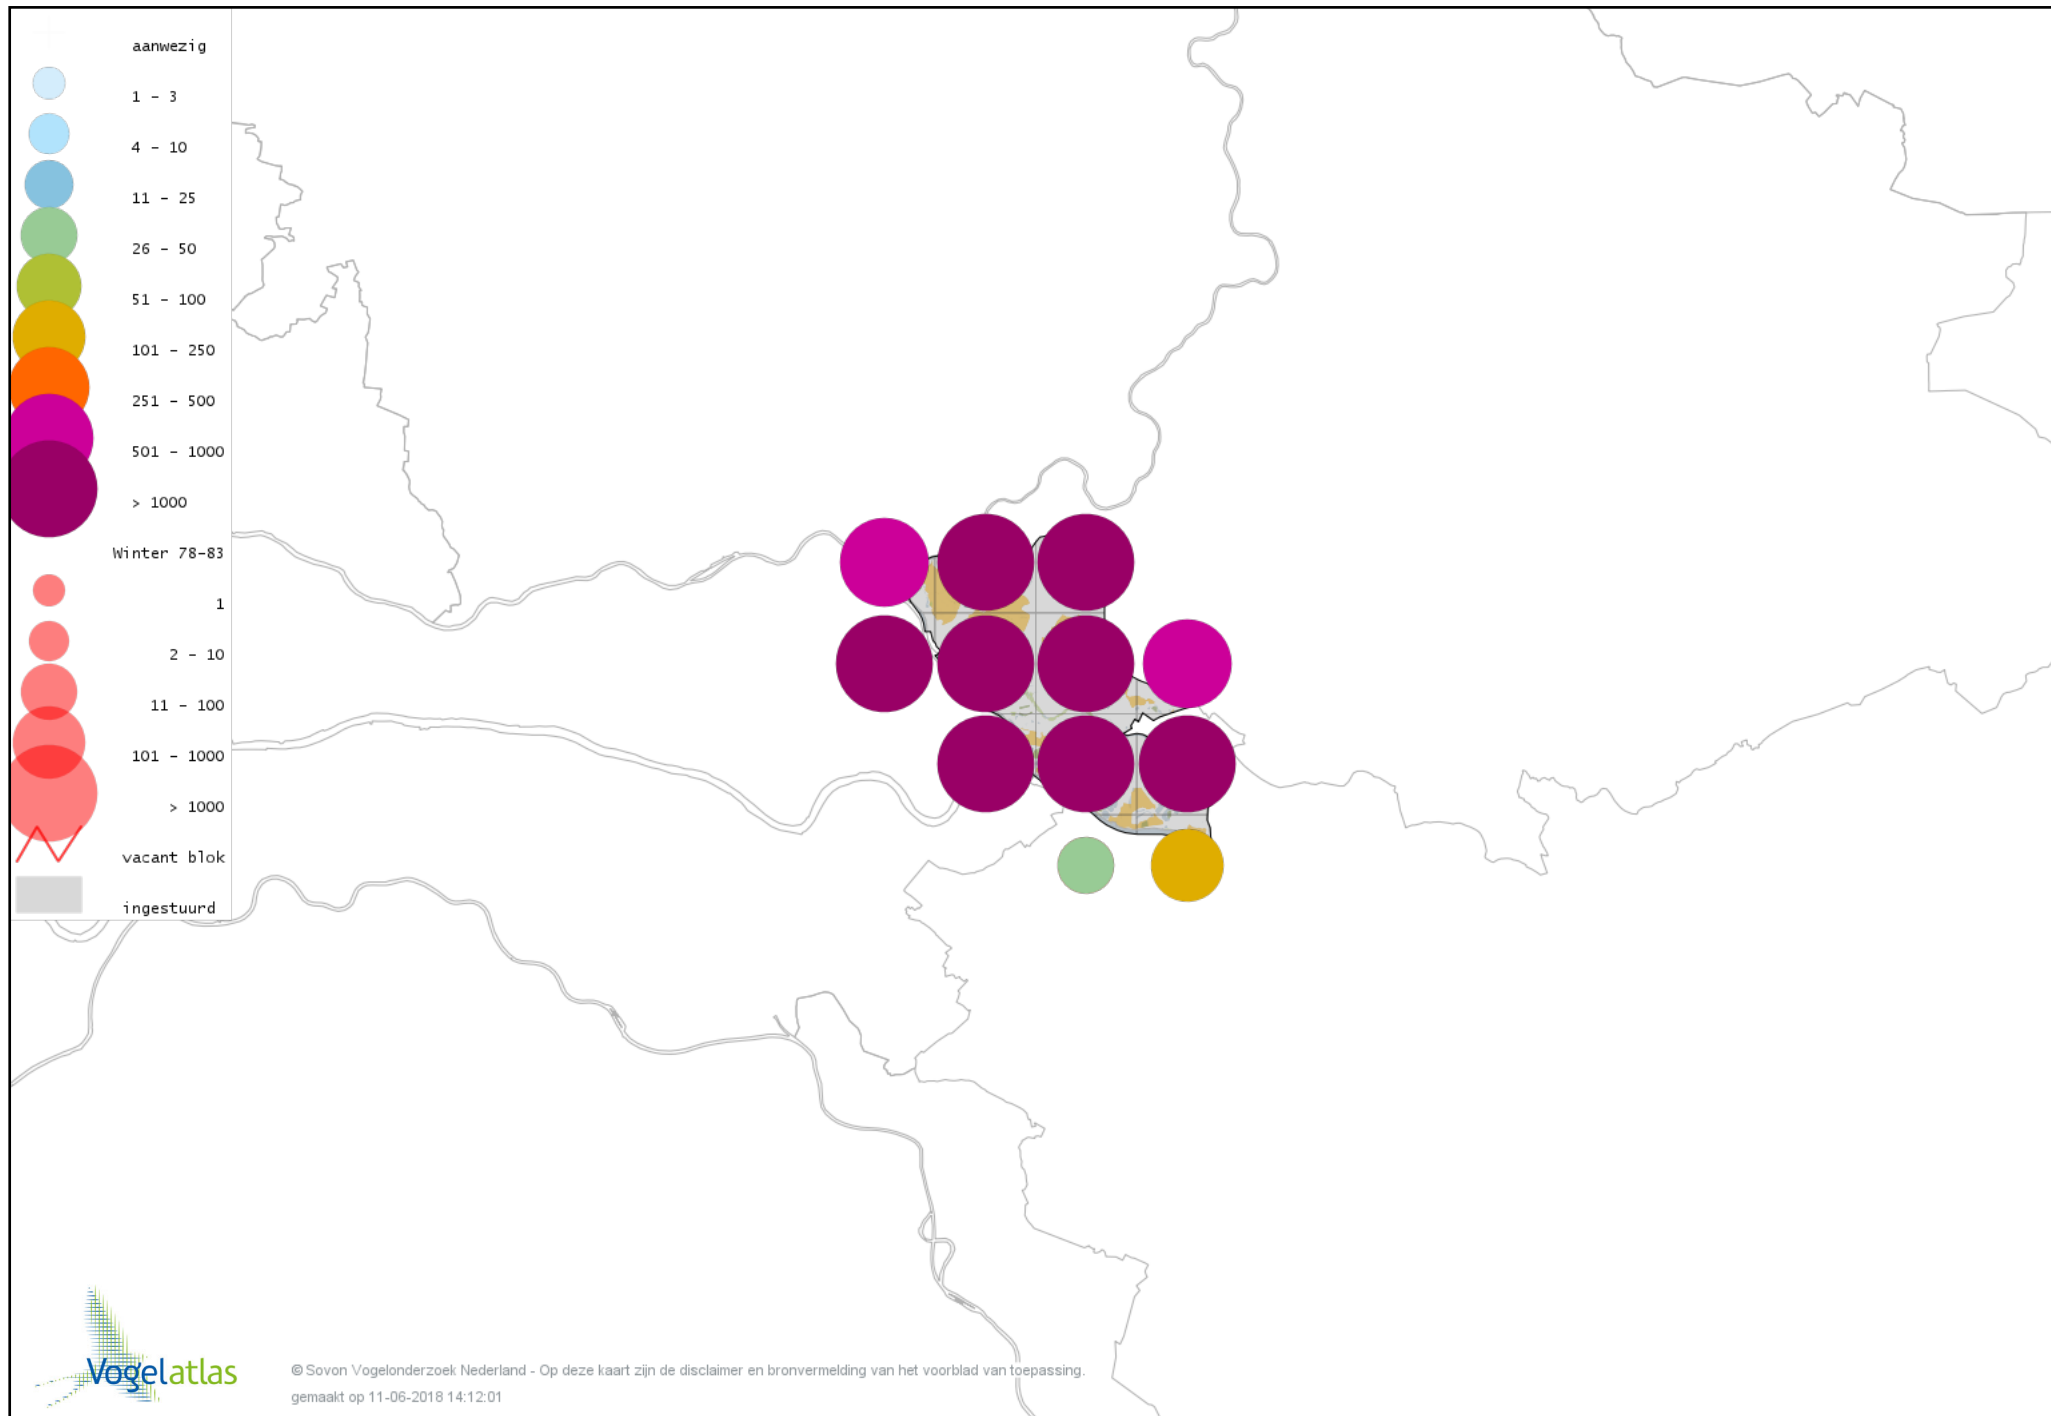 aanwezig
1 - 3
4 - 10
11 - 25
26 - 50
51 - 100
101 - 250
251 - 500
501 - 1000
> 1000
Winter 78-83
1
2 - 10
11 - 100
101 - 1000
> 1000
vacant blok
ingestuurd
Vogelatlas
© Sovon Vogelonderzoek Nederland - Op deze kaart zijn de disclaimer en bronvermelding van het voorblad van toepassing.
gemaakt op 11-06-2018 14:12:01